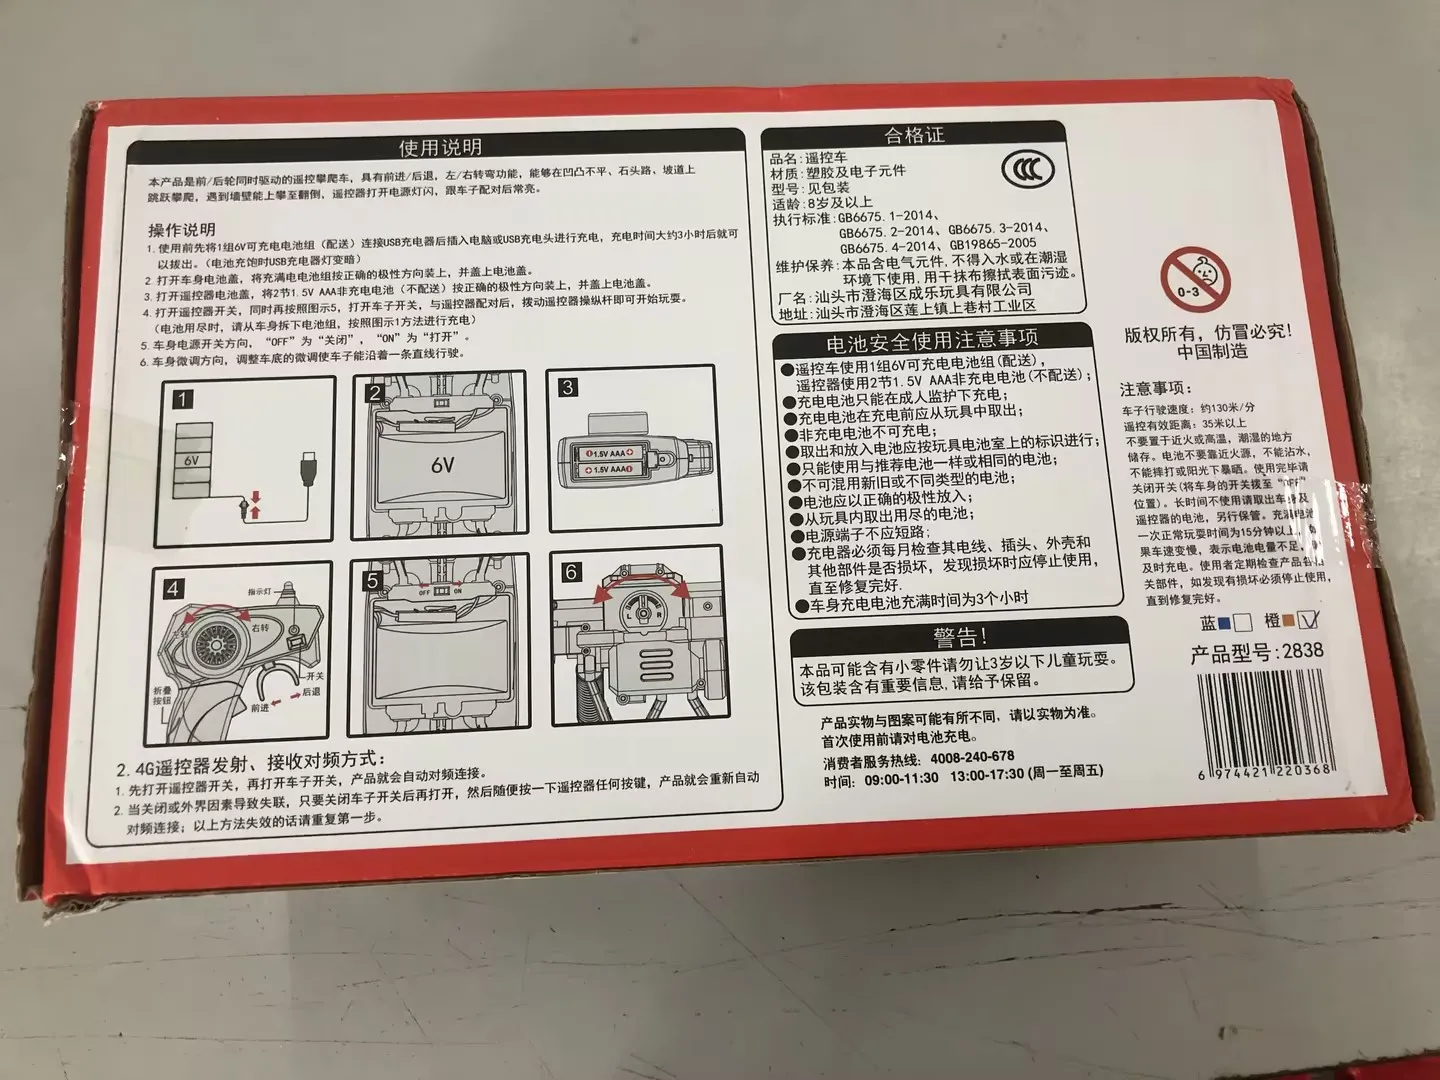 使用说明
本产品是前/后轮同时驱动的遥控攀爬车，具有前进/后退，左/右转弯功能，能够在凹凸不平、石头路、坡道上
跳跃攀爬，遇到墙壁能上攀至翻倒，遥控器打开电源灯闪，跟车子配对后常亮。
操作说明
1. 使用前先将1组6V可充电电池组（配送）连接USB充电器后插入电脑或USB充电头进行充电，充电时间大约3小时后就可
以拔出。（电池充饱时USB充电器灯变暗）
2. 打开车身电池盖，将充满电电池组按正确的极性方向装上，并盖上电池盖。
3. 打开遥控器电池盖，将2节1.5V AAA非充电电池（不配送）按正确的极性方向装上，并盖上电池盖。
4. 打开遥控器开关，同时再按照图示5，打开车子开关，与遥控器配对后，拨动遥控器操纵杆即可开始玩耍。
（电池用尽时，请从车身拆下电池组，按照图示1方法进行充电）
5. 车身电源开关方向，“OFF”为“关闭”，“ON”为“打开”。
6. 车身微调方向，调整车底的微调使车子能沿着一条直线行驶。
1
6V
2
6V
3
1.5V AAA
1.5V AAA
4
指示灯
左转
右转
开关
后退
前进
折叠
按钮
5
OFF
ON
6
L
R
2. 4G遥控器发射、接收对频方式：
1. 先打开遥控器开关，再打开车子开关，产品就会自动对频连接。
2. 当关闭或外界因素导致失联，只要关闭车子开关后再打开，然后随便按一下遥控器任何按键，产品就会重新自动
对频连接；以上方法失效的话请重复第一步。
合格证
品名：遥控车
材质：塑胶及电子元件
型号：见包装
适龄：8岁及以上
执行标准：GB6675.1-2014、
GB6675.2-2014、GB6675.3-2014、
GB6675.4-2014、GB19865-2005
维护保养：本品含电气元件，不得入水或在潮湿
环境下使用，用干抹布擦拭表面污迹。
厂名：汕头市澄海区成乐玩具有限公司
地址：汕头市澄海区莲上镇上巷村工业区
CCC
电池安全使用注意事项
●遥控车使用1组6V可充电电池组（配送），
遥控器使用2节1.5V AAA非充电电池（不配送）；
●充电电池只能在成人监护下充电；
●充电电池在充电前应从玩具中取出；
●非充电电池不可充电；
●取出和放入电池应按玩具电池室上的标识进行；
●只能使用与推荐电池一样或相同的电池；
●不可混用新旧或不同类型的电池；
●电池应以正确的极性放入；
●从玩具内取出用尽的电池；
●电源端子不应短路；
●充电器必须每月检查其电线、插头、外壳和
其他部件是否损坏，发现损坏时应停止使用，
直至修复完好.
●车身充电电池充满时间为3个小时
警告！
本品可能含有小零件请勿让3岁以下儿童玩耍。
该包装含有重要信息，请给予保留。
产品实物与图案可能有所不同，请以实物为准。
首次使用前请对电池充电。
消费者服务热线：4008-240-678
时间：09:00-11:30 13:00-17:30 (周一至周五)
0-3
版权所有，仿冒必究！
中国制造
注意事项：
车子行驶速度：约130米/分
遥控有效距离：35米以上
不要置于近火或高温，潮湿的地方
储存。电池不要靠近火源，不能沾水，
不能摔打或阳光下暴晒。使用完毕请
关闭开关（将车身的开关拨至“OFF”
位置）。长时间不使用请取出车身及
遥控器的电池，另行保管。充满电池
一次正常玩耍时间为15分钟以上，如
果车速变慢，表示电池电量不足，
及时充电。使用者定期检查产品各相
关部件，如发现有损坏必须停止使用，
直到修复完好。
蓝 橙
产品型号：2838
6 974421 220368